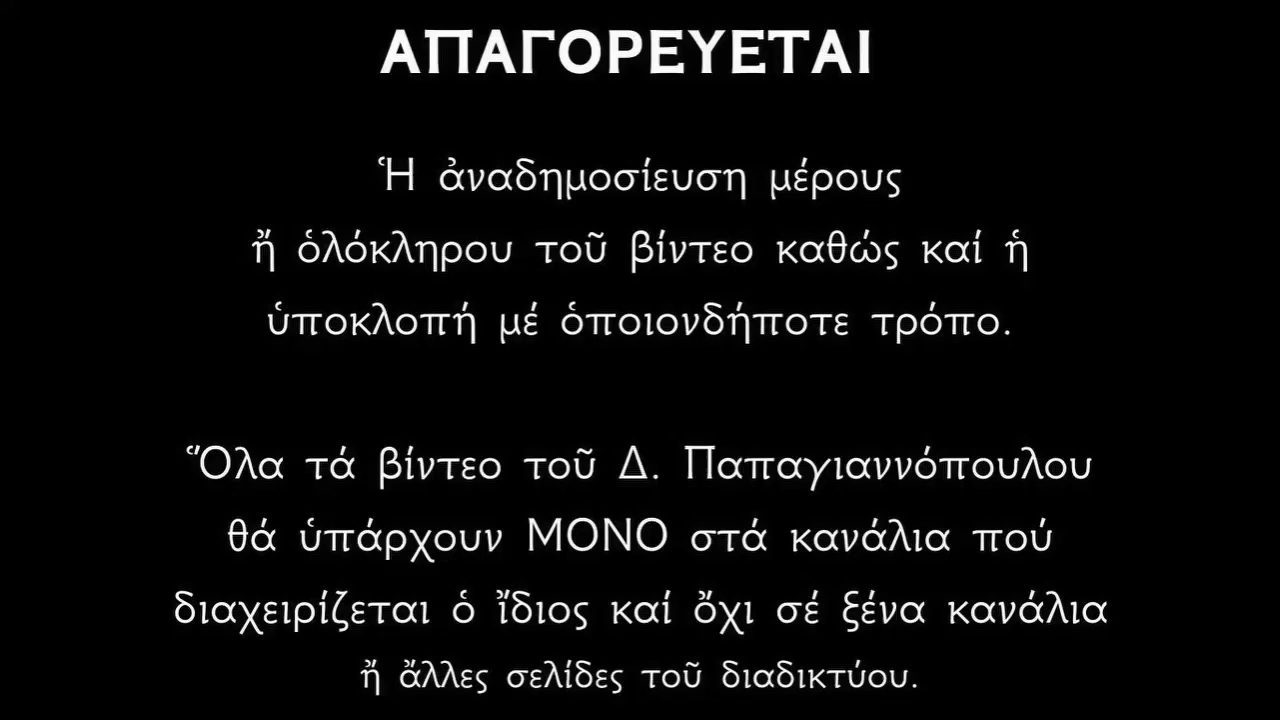 ΑΠΑΓΟΡΕΥΕΤΑΙ
Ἡ ἀναδημοσίευση μέρους
ἤ ὁλόκληρου τοῦ βίντεο καθώς καί ἡ
ὑποκλοπή μέ ὁποιονδήποτε τρόπο.
Ὅλα τά βίντεο τοῦ Δ. Παπαγιαννόπουλου
θά ὑπάρχουν ΜΟΝΟ στά κανάλια πού
διαχειρίζεται ὁ ἴδιος καί ὄχι σέ ξένα κανάλια
ἤ ἄλλες σελίδες τοῦ διαδικτύου.